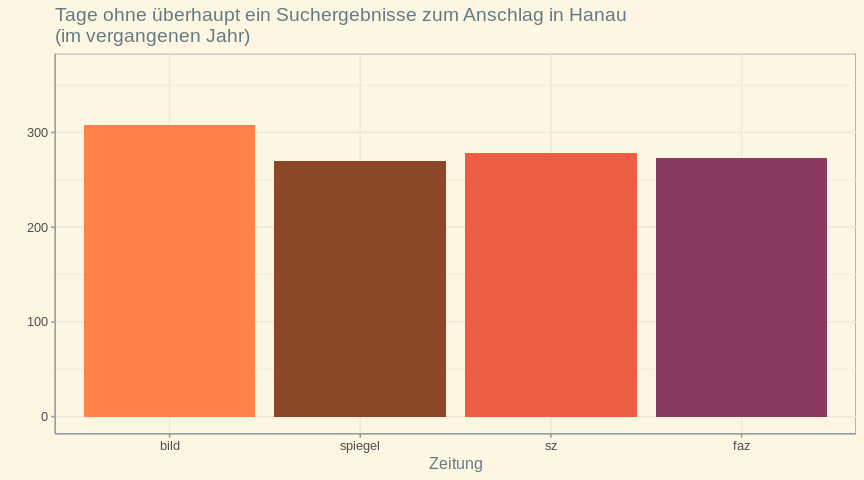 Tage ohne überhaupt ein Suchergebnisse zum Anschlag in Hanau
(im vergangenen Jahr)
300
200
100
0
bild spiegel sz faz
Zeitung